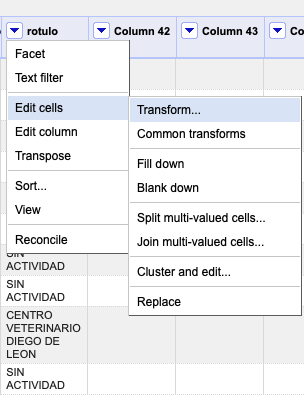 rotulo Column 42 Column 43 Co
Facet
Text filter
Edit cells
Edit column
Transpose
Sort...
View
Reconcile
Transform...
Common transforms
Fill down
Blank down
Split multi-valued cells...
Join multi-valued cells...
Cluster and edit...
Replace
SIN
ACTIVIDAD
SIN
ACTIVIDAD
CENTRO
VETERINARIO
DIEGO DE
LEON
SIN
ACTIVIDAD